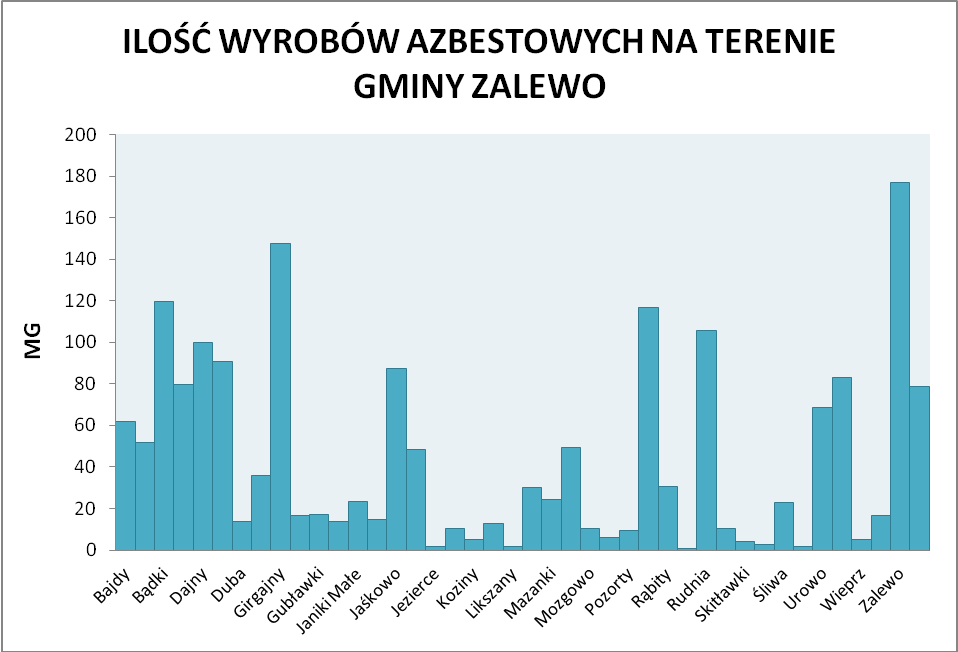 ILOŚĆ WYROBÓW AZBESTOWYCH NA TERENIE
GMINY ZALEWO
MG
200
180
160
140
120
100
80
60
40
20
0
Bajdy
Bądki
Dajny
Duba
Girgajny
Gubławki
Janiki Małe
Jaśkowo
Jezierce
Koziny
Likszany
Mazanki
Mozgowo
Pozorty
Rąbity
Rudnia
Skitławki
Śliwa
Urowo
Wieprz
Zalewo